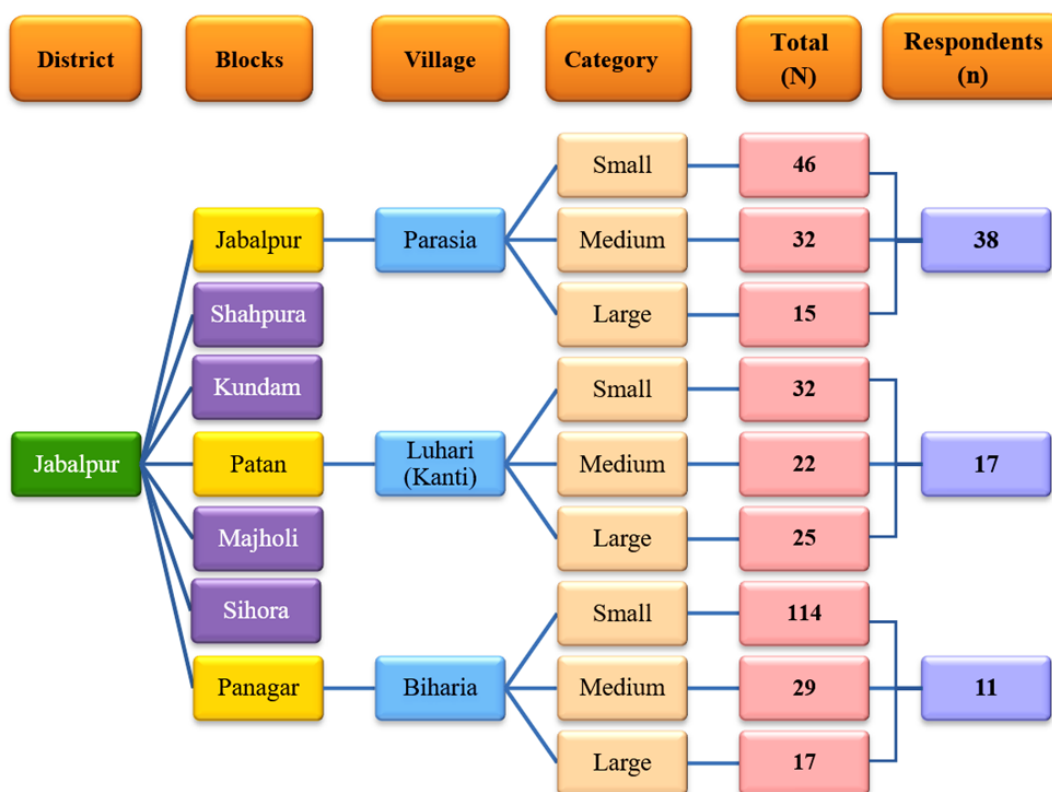 District
Blocks
Village
Category
Total
(N)
Respondents
(n)
Jabalpur
Jabalpur
Shahpura
Kundam
Patan
Majholi
Sihora
Panagar
Parasia
Luhari
(Kanti)
Biharia
Small
46
Medium
32
Large
15
38
Small
32
Medium
22
Large
25
17
Small
114
Medium
29
Large
17
11